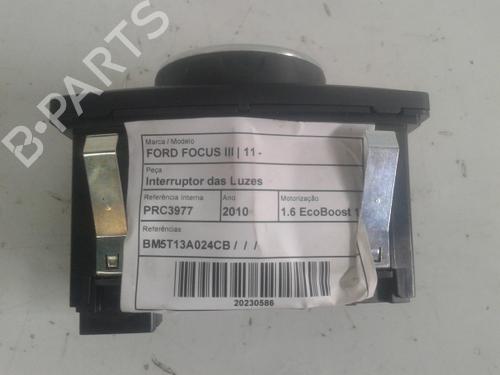 B-PARTS
Marca / Modelo
FORD FOCUS III | 11 -
Peça
Interruptor das Luzes
Referência Interna Ano Motorização
PRC3977 2010 1.6 EcoBoost 1
Referências
BM5T13A024CB / / /
20230586